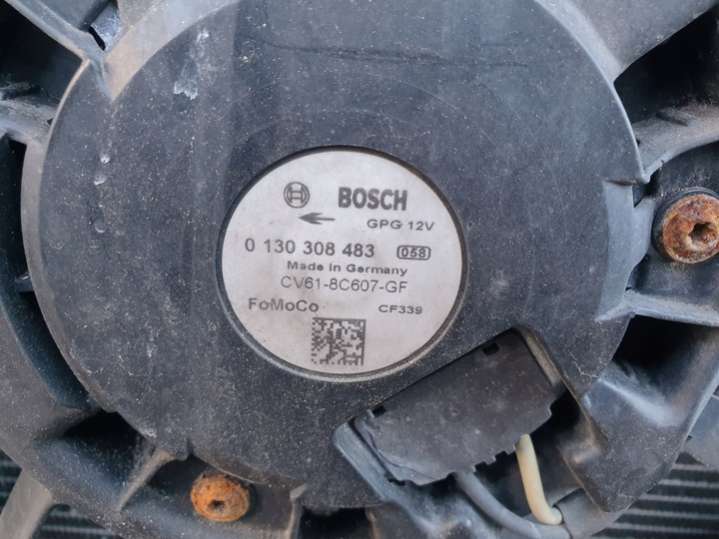 BOSCH
GPG 12V
0 130 308 483 058
Made in Germany
CV61-8C607-GF
FoMoCo CF339